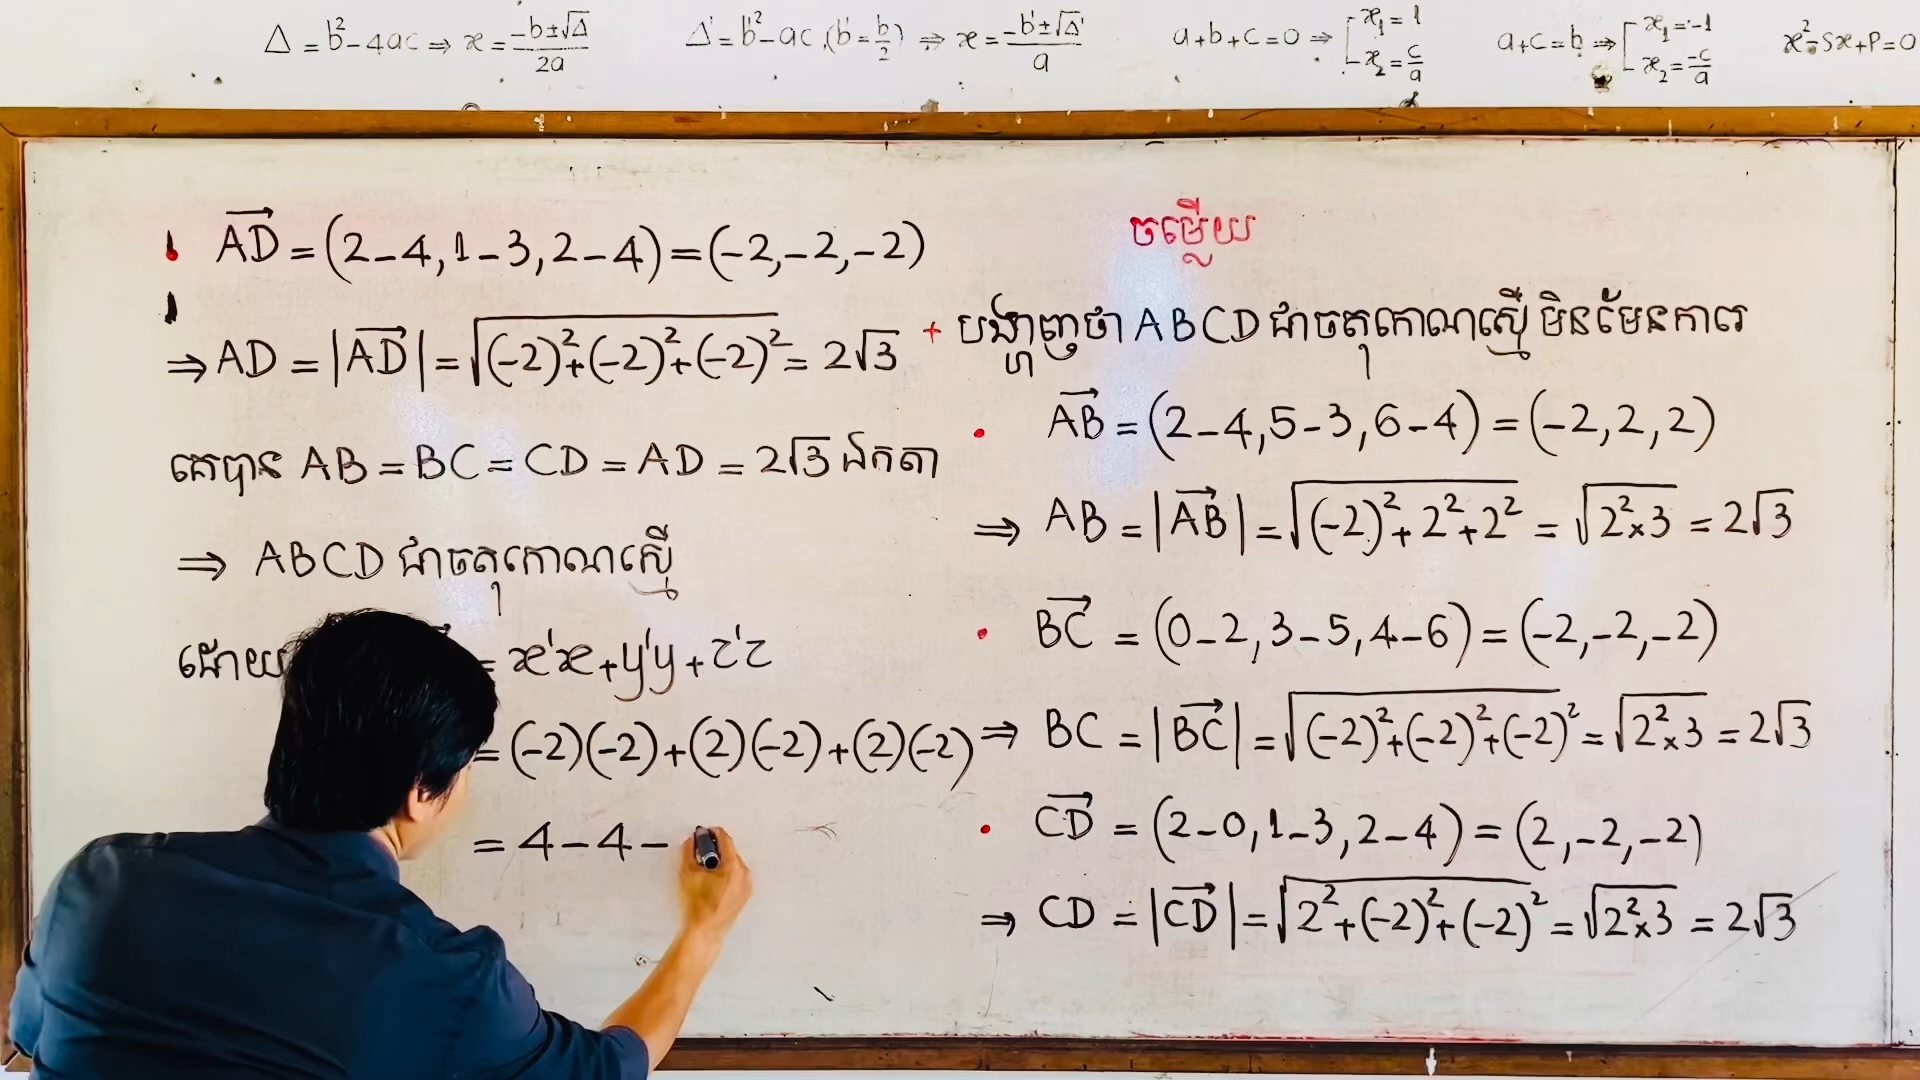 Δ = b² - 4ac ⇒ x = (-b ± √Δ)/2a
Δ' = b'² - ac, (b' = b/2) ⇒ x = (-b' ± √Δ')/a
a + b + c = 0 ⇒ [ x₁ = 1
x₂ = c/a
a + c = b ⇒ [ x₁ = -1
x₂ = -c/a
x² - Sx + P = 0
ចម្លើយ
+ បង្ហាញថា ABCD ជាចតុកោណស្មើ មិនមែនការេ
• AB⃗ = (2-4, 5-3, 6-4) = (-2, 2, 2)
⇒ AB = |AB⃗| = √((-2)² + 2² + 2²) = √(2² × 3) = 2√3
• BC⃗ = (0-2, 3-5, 4-6) = (-2, -2, -2)
⇒ BC = |BC⃗| = √((-2)² + (-2)² + (-2)²) = √(2² × 3) = 2√3
• CD⃗ = (2-0, 1-3, 2-4) = (2, -2, -2)
⇒ CD = |CD⃗| = √(2² + (-2)² + (-2)²) = √(2² × 3) = 2√3
• AD⃗ = (2-4, 1-3, 2-4) = (-2, -2, -2)
⇒ AD = |AD⃗| = √((-2)² + (-2)² + (-2)²) = 2√3
គេបាន AB = BC = CD = AD = 2√3 ឯកតា
⇒ ABCD ជាចតុកោណស្មើ
ដោយ = x'x + y'y + z'z
= (-2)(-2) + (2)(-2) + (2)(-2)
= 4 - 4 -